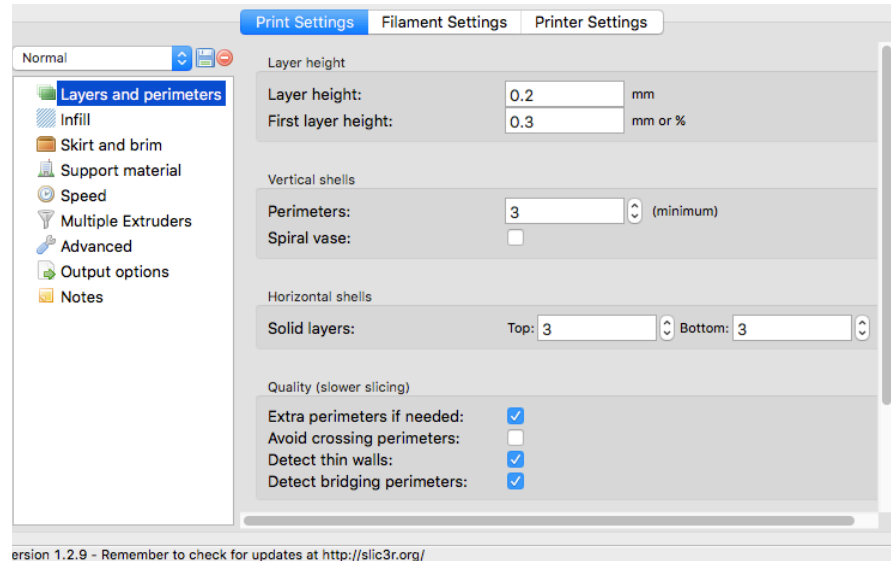 Print Settings Filament Settings Printer Settings
Normal
Layers and perimeters
Infill
Skirt and brim
Support material
Speed
Multiple Extruders
Advanced
Output options
Notes
Layer height
Layer height: 0.2 mm
First layer height: 0.3 mm or %
Vertical shells
Perimeters: 3 (minimum)
Spiral vase:
Horizontal shells
Solid layers: Top: 3 Bottom: 3
Quality (slower slicing)
Extra perimeters if needed:
Avoid crossing perimeters:
Detect thin walls:
Detect bridging perimeters:
ersion 1.2.9 - Remember to check for updates at http://slic3r.org/